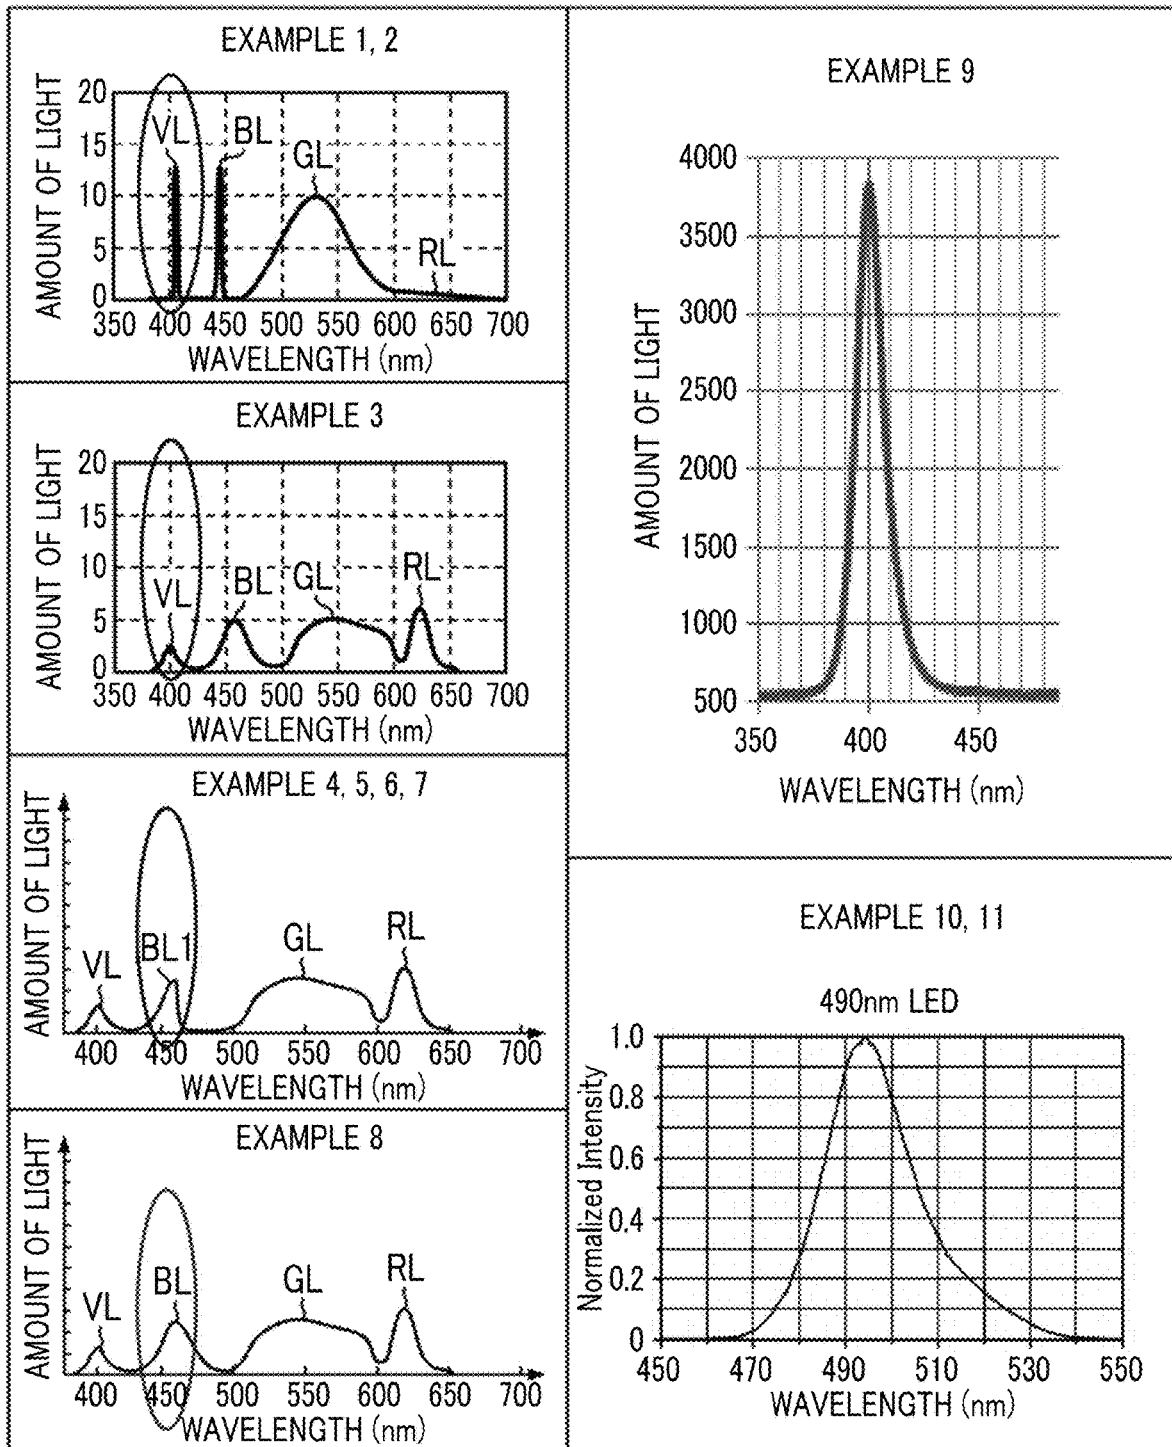 EXAMPLE 1, 2
AMOUNT OF LIGHT
20
15
10
5
0
VL
BL
GL
RL
350 400 450 500 550 600 650 700
WAVELENGTH (nm)
EXAMPLE 3
AMOUNT OF LIGHT
20
15
10
5
0
VL
BL
GL
RL
350 400 450 500 550 600 650 700
WAVELENGTH (nm)
EXAMPLE 4, 5, 6, 7
AMOUNT OF LIGHT
VL
BL1
GL
RL
400 450 500 550 600 650 700
WAVELENGTH (nm)
EXAMPLE 8
AMOUNT OF LIGHT
VL
BL
GL
RL
400 450 500 550 600 650 700
WAVELENGTH (nm)
EXAMPLE 9
AMOUNT OF LIGHT
4000
3500
3000
2500
2000
1500
1000
500
350 400 450
WAVELENGTH (nm)
EXAMPLE 10, 11
490nm LED
Normalized Intensity
1.0
0.8
0.6
0.4
0.2
0
450 470 490 510 530 550
WAVELENGTH (nm)